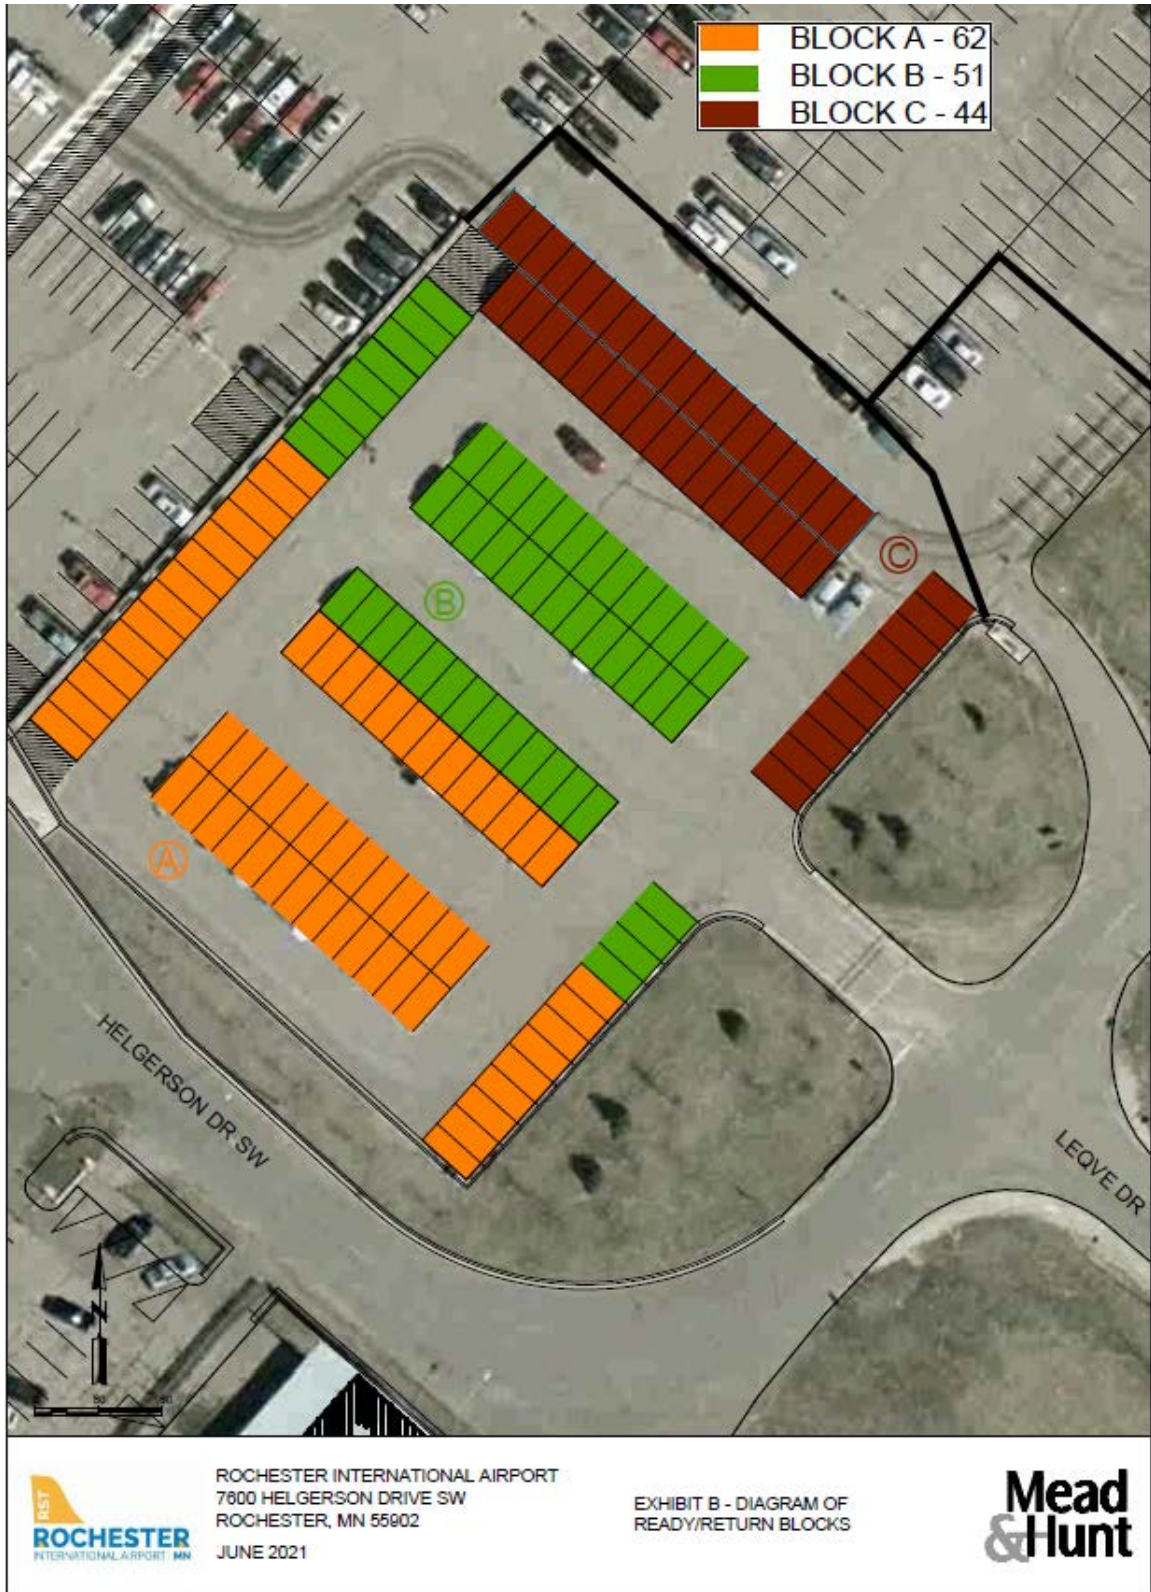 BLOCK A - 62
BLOCK B - 51
BLOCK C - 44
C
B
A
HELGERSON DR SW
LEQVE DR
N
RST
ROCHESTER
INTERNATIONAL AIRPORT MN
ROCHESTER INTERNATIONAL AIRPORT
7600 HELGERSON DRIVE SW
ROCHESTER, MN 55902
JUNE 2021
EXHIBIT B - DIAGRAM OF
READY/RETURN BLOCKS
Mead
&Hunt